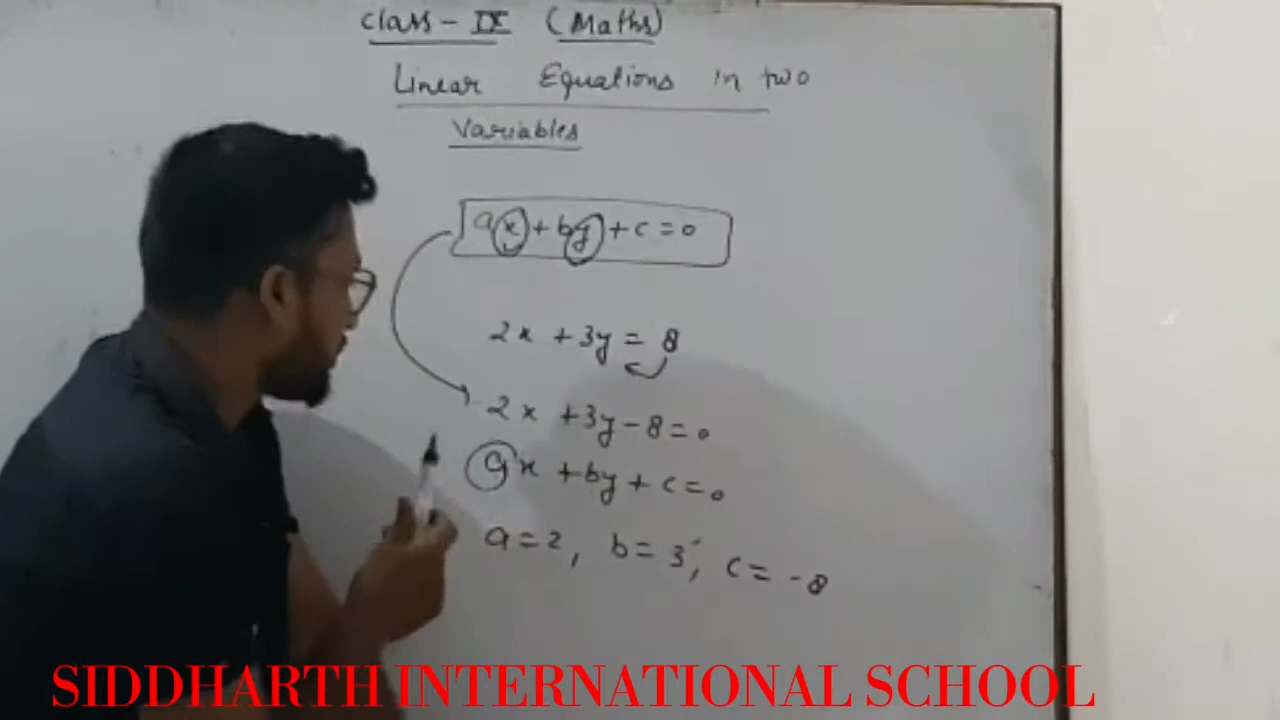 Class - IX (Maths)
Linear Equations in two
Variables
ax + by + c = 0
2x + 3y = 8
2x + 3y - 8 = 0
ax + by + c = 0
a = 2, b = 3, c = -8
SIDDHARTH INTERNATIONAL SCHOOL